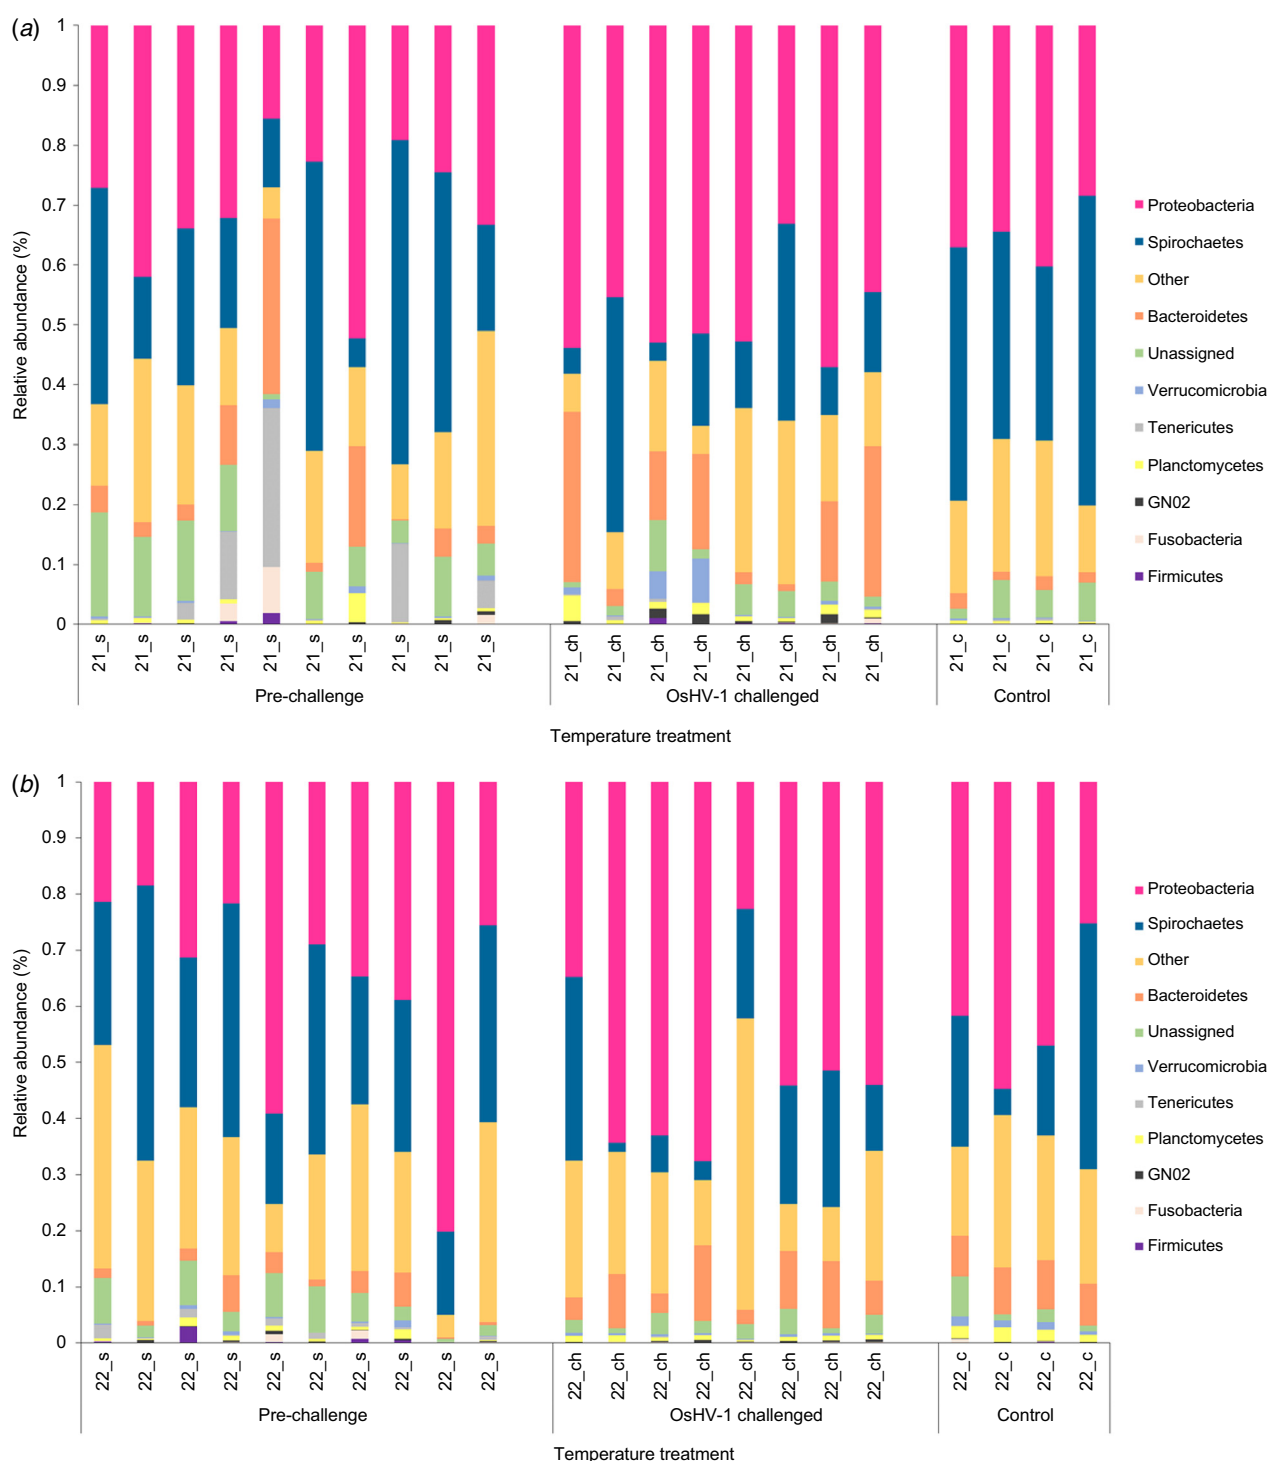 (a)
1
0.9
0.8
0.7
0.6
0.5
0.4
0.3
0.2
0.1
0
Relative abundance (%)
21_s 21_s 21_s 21_s 21_s 21_s 21_s 21_s 21_s 21_s 21_ch 21_ch 21_ch 21_ch 21_ch 21_ch 21_ch 21_ch 21_c 21_c 21_c 21_c
Pre-challenge OsHV-1 challenged Control
Temperature treatment
Proteobacteria
Spirochaetes
Other
Bacteroidetes
Unassigned
Verrucomicrobia
Tenericutes
Planctomycetes
GN02
Fusobacteria
Firmicutes
(b)
1
0.9
0.8
0.7
0.6
0.5
0.4
0.3
0.2
0.1
0
Relative abundance (%)
22_s 22_s 22_s 22_s 22_s 22_s 22_s 22_s 22_s 22_s 22_ch 22_ch 22_ch 22_ch 22_ch 22_ch 22_ch 22_ch 22_c 22_c 22_c 22_c
Pre-challenge OsHV-1 challenged Control
Temperature treatment
Proteobacteria
Spirochaetes
Other
Bacteroidetes
Unassigned
Verrucomicrobia
Tenericutes
Planctomycetes
GN02
Fusobacteria
Firmicutes